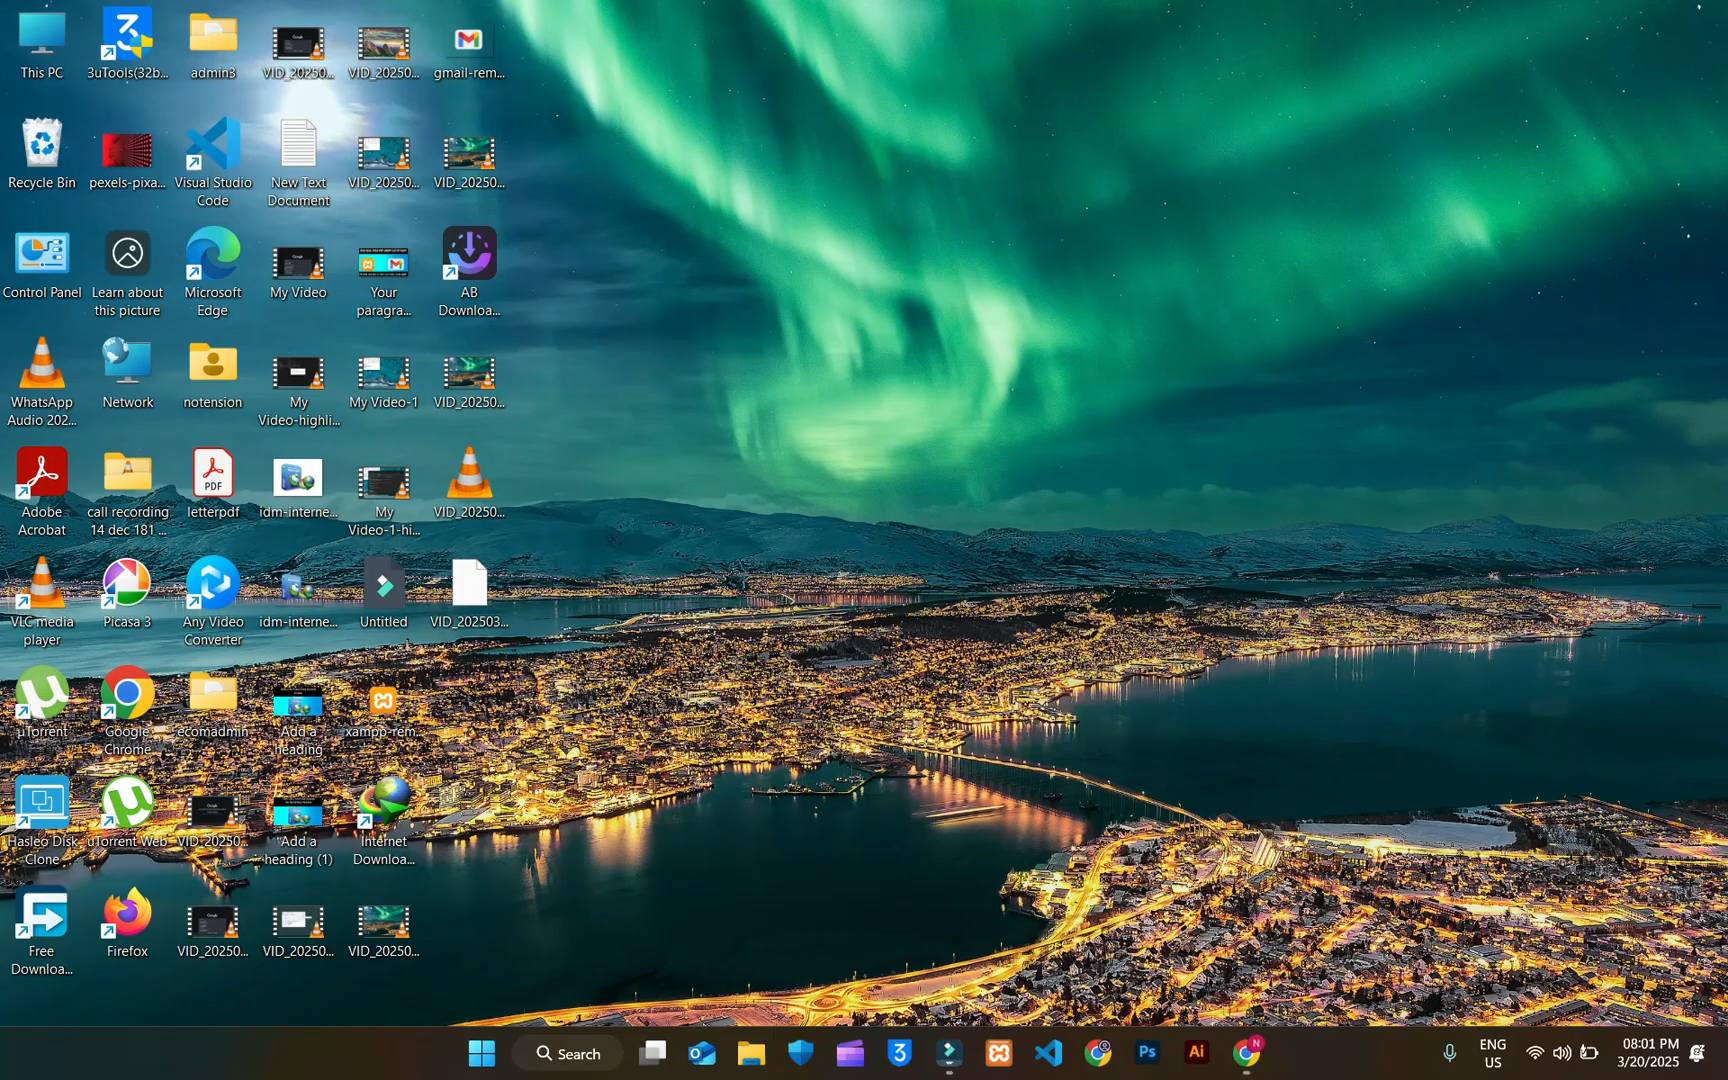 This PC
3uTools(32b...
admin3
VID_20250...
VID_20250...
gmail-rem...
Recycle Bin
pexels-pixa...
Visual Studio
Code
New Text
Document
VID_20250...
VID_20250...
Control Panel
Learn about
this picture
Microsoft
Edge
My Video
Your
paragra...
AB
Downloa...
WhatsApp
Audio 202...
Network
notension
My
Video-highli...
My Video-1
VID_20250...
Adobe
Acrobat
call recording
14 dec 181 ...
PDF
letterpdf
idm-interne...
My
Video-1-hi...
VID_20250...
VLC media
player
Picasa 3
Any Video
Converter
idm-interne...
Untitled
VID_202503...
µTorrent
Google
Chrome
ecomadmin
Add a
heading
xampp-rem...
Hasleo Disk
Clone
uTorrent Web
VID_20250...
Add a
heading (1)
Internet
Downloa...
Free
Downloa...
Firefox
VID_20250...
VID_20250...
VID_20250...
Search
3
Ps
Ai
N
ENG
US
08:01 PM
3/20/2025